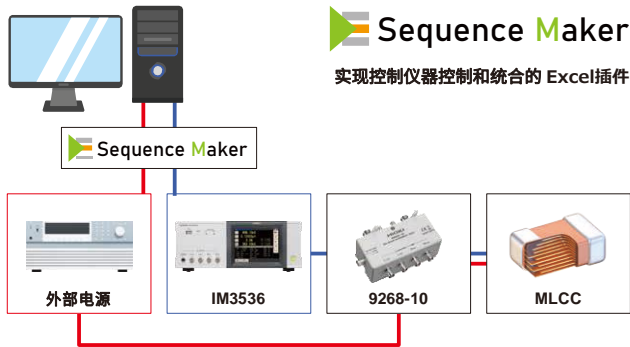 Sequence Maker
实现控制仪器控制和统合的 Excel插件
Sequence Maker
外部电源
IM3536
9268-10
MLCC